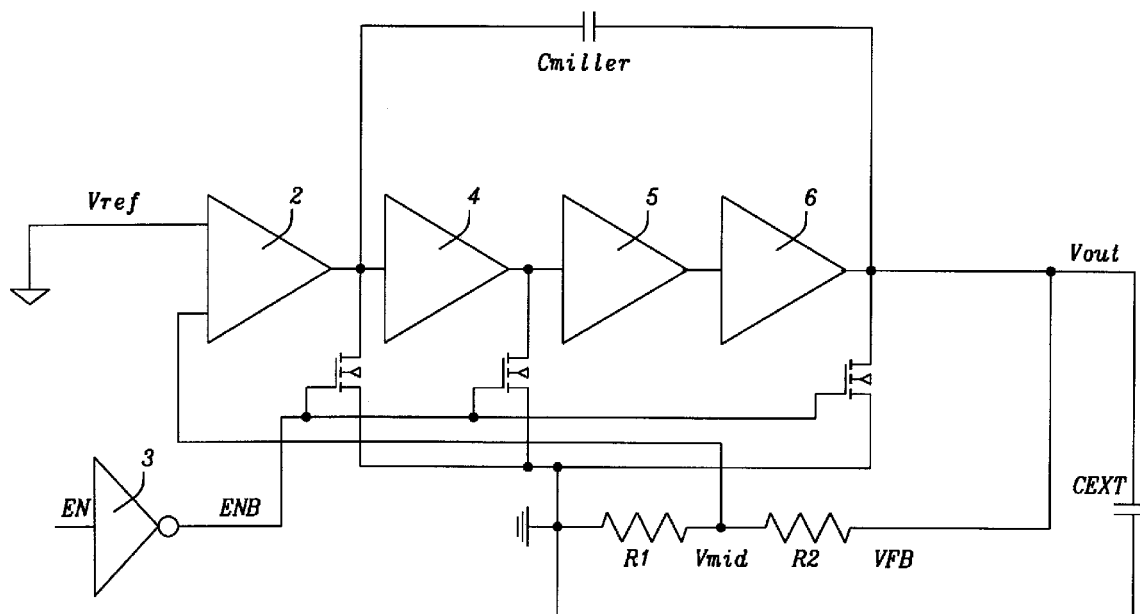 Cmiller
Vref
2
4
5
6
Vout
3
EN
ENB
R1
Vmid
R2
VFB
CEXT